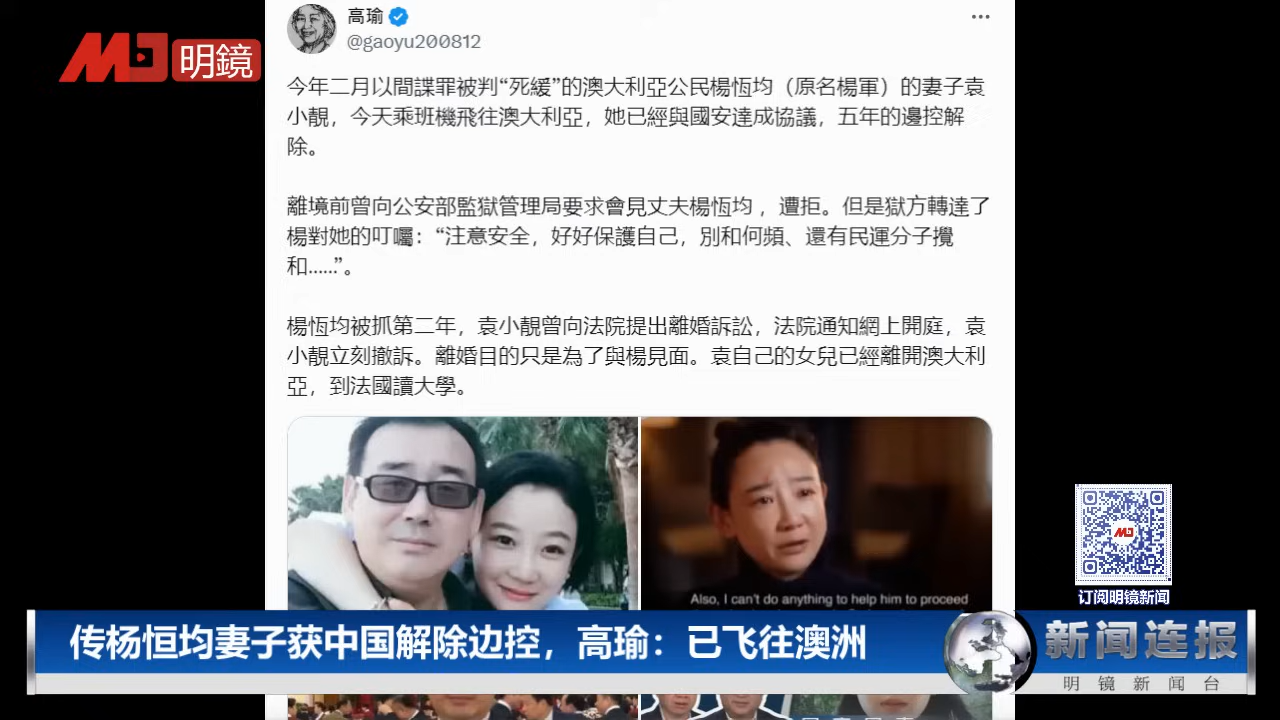 明鏡
高瑜
@gaoyu200812
今年二月以間諜罪被判“死緩”的澳大利亞公民楊恆均（原名楊軍）的妻子袁
小靚，今天乘班機飛往澳大利亞，她已經與國安達成協議，五年的邊控解
除。
離境前曾向公安部監獄管理局要求會見丈夫楊恆均 ，遭拒。但是獄方轉達了
楊對她的叮囑：“注意安全，好好保護自己，別和何頻、還有民運分子攪
和......”。
楊恆均被抓第二年，袁小靚曾向法院提出離婚訴訟，法院通知網上開庭，袁
小靚立刻撤訴。離婚目的只是為了與楊見面。袁自己的女兒已經離開澳大利
亞，到法國讀大學。
Also, I can't do anything to help him to proceed
订阅明镜新闻
传杨恒均妻子获中国解除边控，高瑜：已飞往澳洲
新闻连报
明镜新闻台